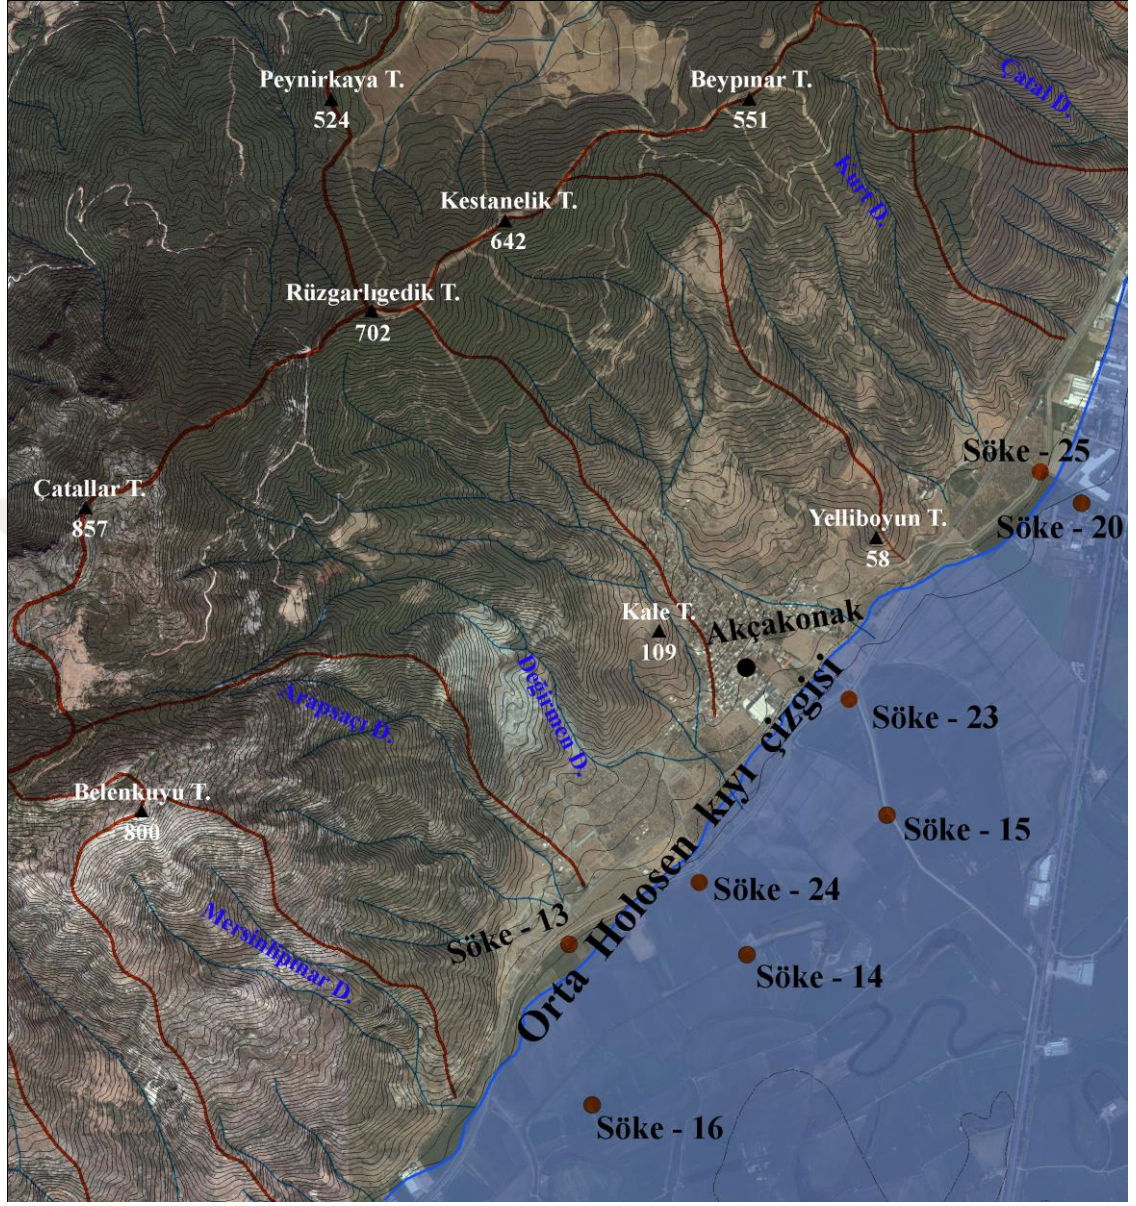 Peynirkaya T.
524
Beypınar T.
551
Çatal D.
Kurt D.
Kestanelik T.
642
Rüzgarlıgedik T.
702
Söke - 25
Çatallar T.
857
Söke - 20
Yelliboyun T.
58
Kale T.
109
Akçakonak
Değirmen D.
Arapsaçı D.
Söke - 23
Belenkuyu T.
800
Söke - 15
Söke - 24
Söke - 13
Mersinlipınar D.
Orta Holosen kıyı çizgisi
Söke - 14
Söke - 16